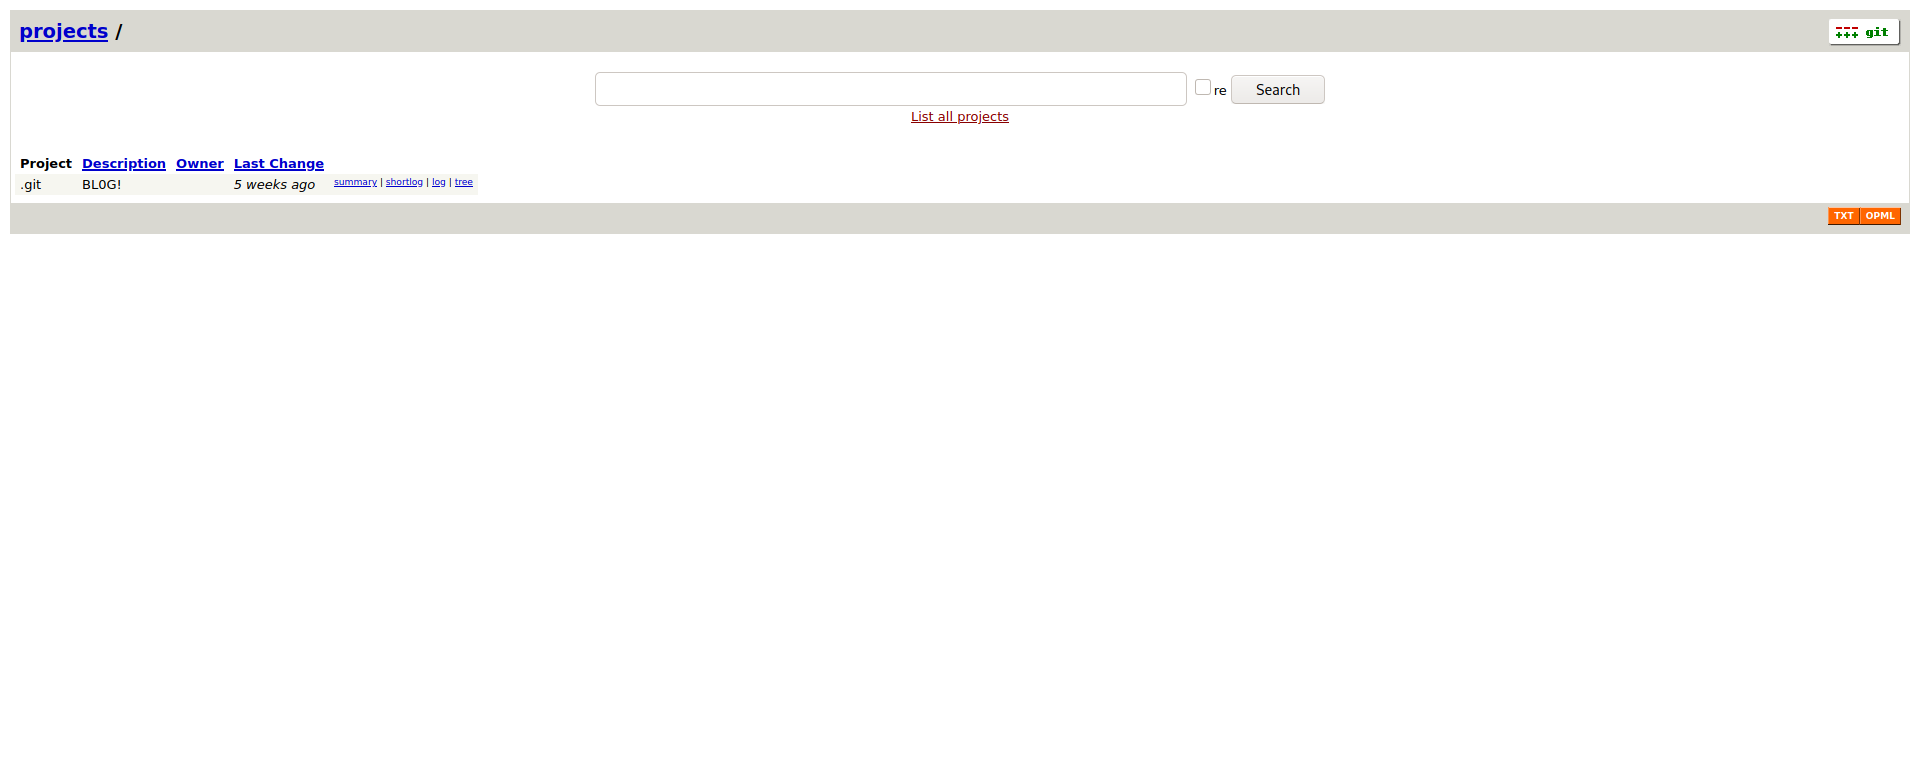 projects /
git
re Search
List all projects
Project Description Owner Last Change
.git BL0G! 5 weeks ago summary | shortlog | log | tree
TXT OPML